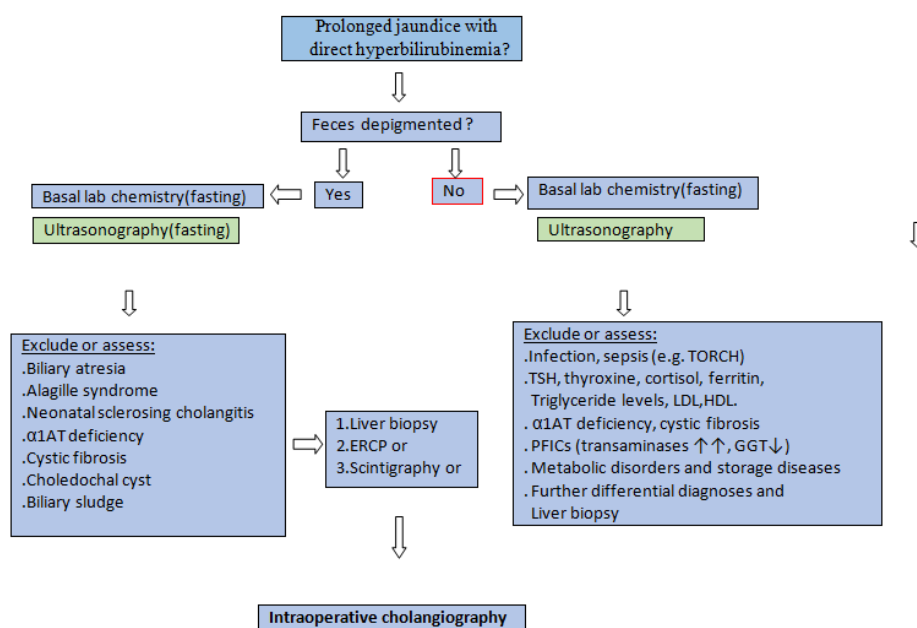 Prolonged jaundice with
direct hyperbilirubinemia?
Feces depigmented ?
Yes
No
Basal lab chemistry(fasting)
Ultrasonography(fasting)
Basal lab chemistry(fasting)
Ultrasonography
Exclude or assess:
.Biliary atresia
.Alagille syndrome
.Neonatal sclerosing cholangitis
.α1AT deficiency
.Cystic fibrosis
.Choledochal cyst
.Biliary sludge
1.Liver biopsy
2.ERCP or
3.Scintigraphy or
Exclude or assess:
.Infection, sepsis (e.g. TORCH)
.TSH, thyroxine, cortisol, ferritin,
Triglyceride levels, LDL,HDL.
. α1AT deficiency, cystic fibrosis
. PFICs (transaminases ↑↑, GGT↓)
. Metabolic disorders and storage diseases
. Further differential diagnoses and
Liver biopsy
Intraoperative cholangiography